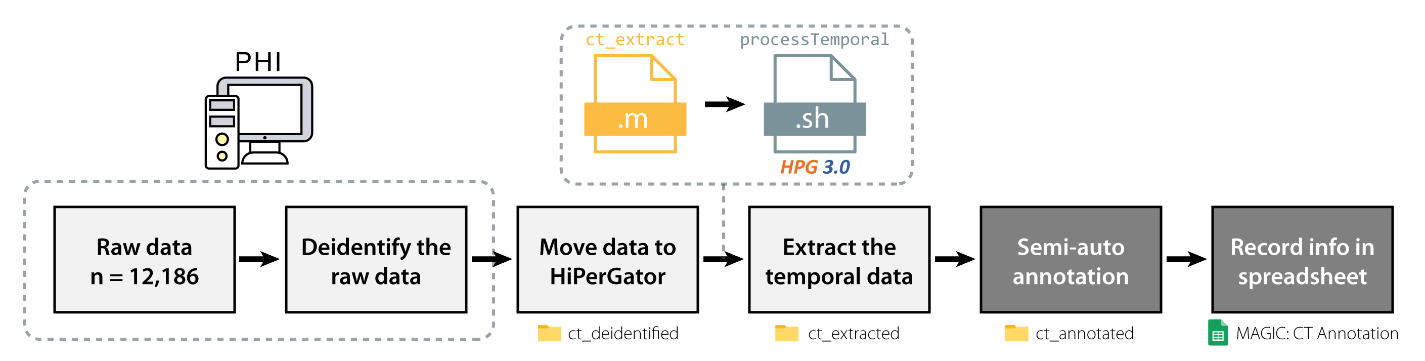 PHI
ct_extract
processTemporal
.m
.sh
HPG 3.0
Raw data
n = 12,186
Deidentify the
raw data
Move data to
HiPerGator
Extract the
temporal data
Semi-auto
annotation
Record info in
spreadsheet
ct_deidentified
ct_extracted
ct_annotated
MAGIC: CT Annotation